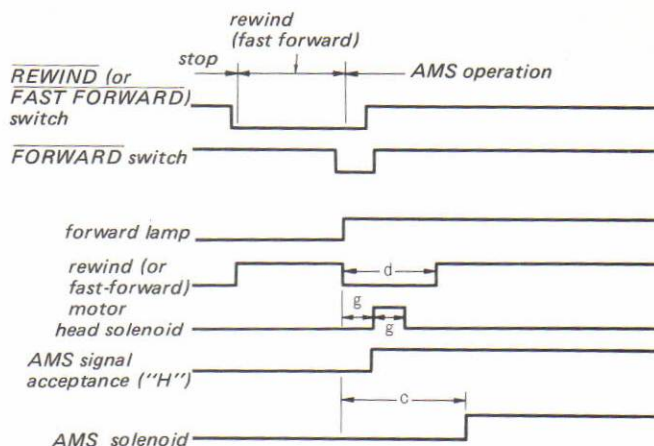 rewind
(fast forward)
stop
AMS operation
REWIND (or
FAST FORWARD)
switch
FORWARD switch
forward lamp
rewind (or
fast-forward)
motor
d
g
g
head solenoid
AMS signal
acceptance ("H")
c
AMS solenoid